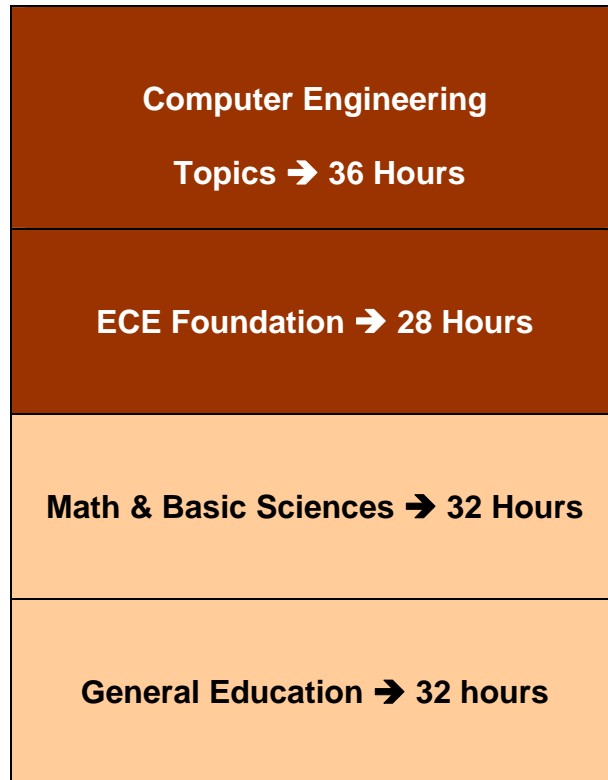 Computer Engineering
Topics ➔ 36 Hours
ECE Foundation ➔ 28 Hours
Math & Basic Sciences ➔ 32 Hours
General Education ➔ 32 hours